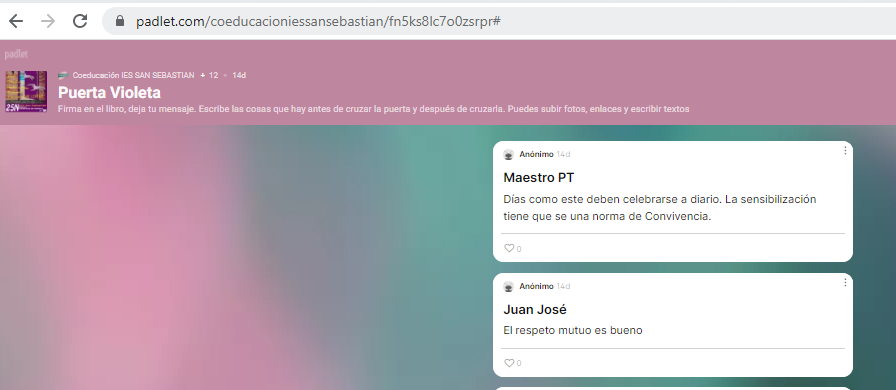 padlet.com/coeducacioniessansebastian/fn5ks8lc7o0zsrpr#
padlet
Coeducación IES SAN SEBASTIAN + 12 14d
Puerta Violeta
25N
Firma en el libro, deja tu mensaje. Escribe las cosas que hay antes de cruzar la puerta y después de cruzarla. Puedes subir fotos, enlaces y escribir textos
Anónimo 14d
Maestro PT
Días como este deben celebrarse a diario. La sensibilización
tiene que se una norma de Convivencia.
0
Anónimo 14d
Juan José
El respeto mutuo es bueno
0